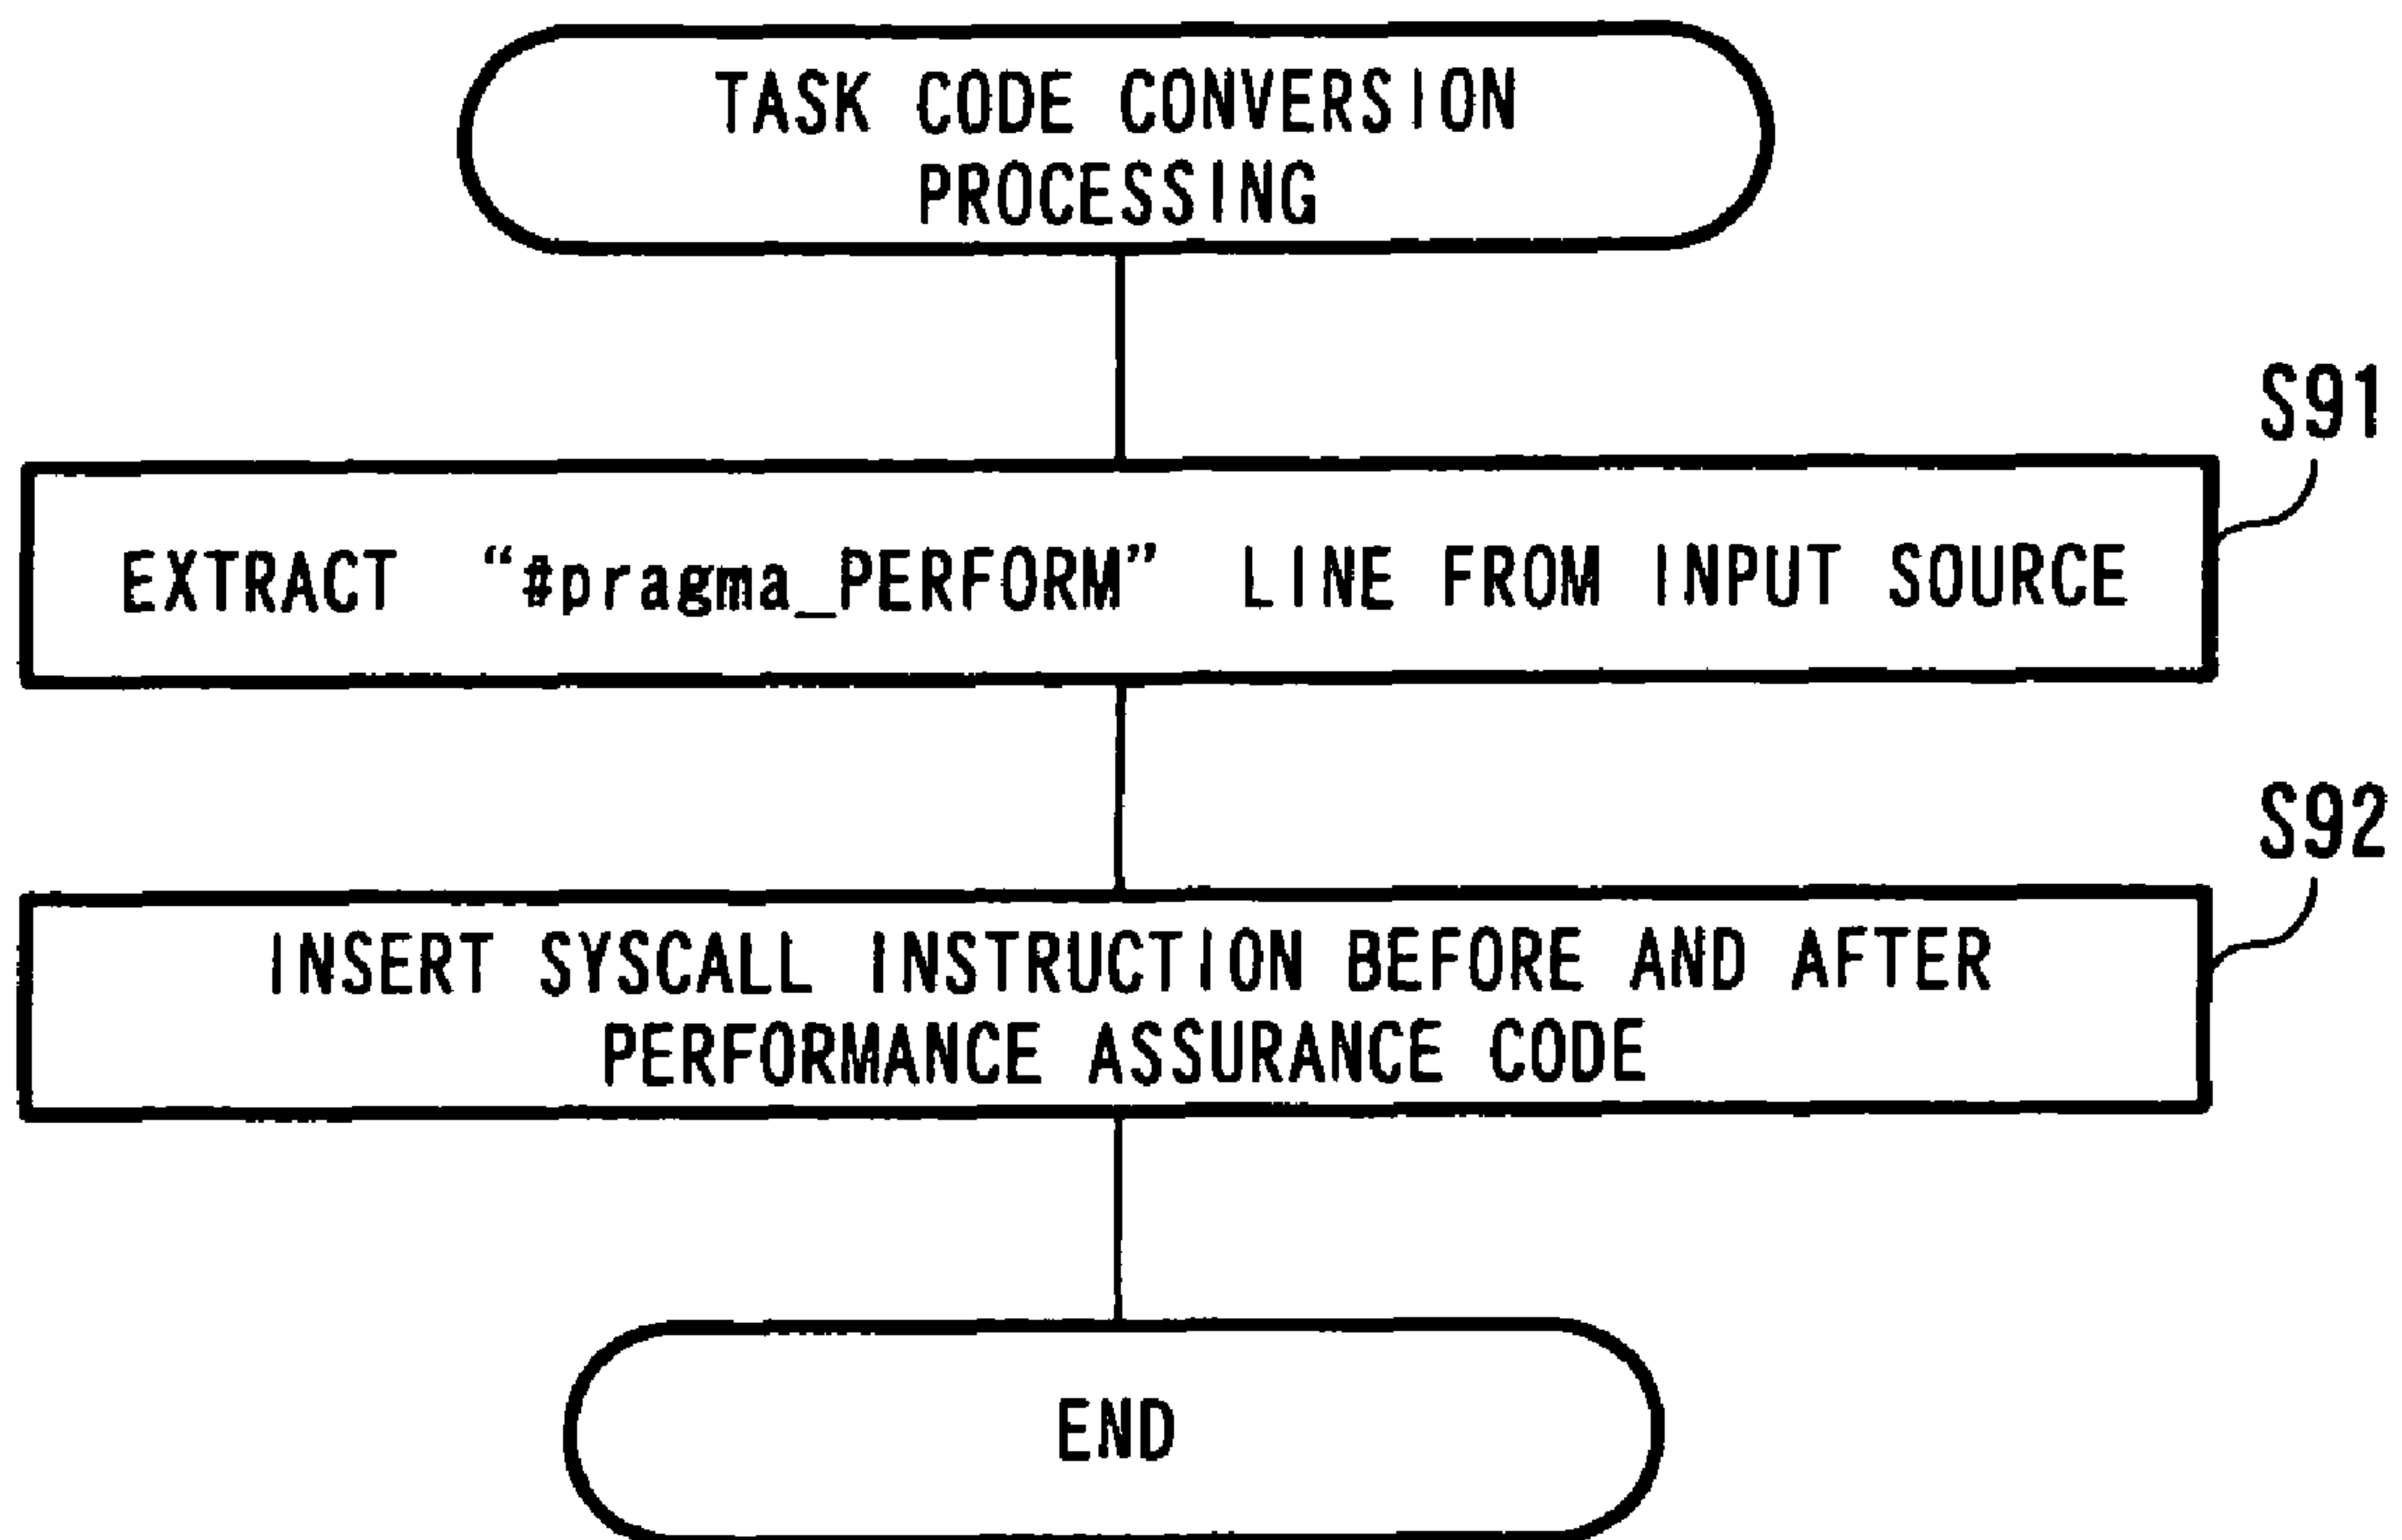 TASK CODE CONVERSION
PROCESSING
S91
EXTRACT “#pragma_PERFORM” LINE FROM INPUT SOURCE
S92
INSERT SYSCALL INSTRUCTION BEFORE AND AFTER
PERFORMANCE ASSURANCE CODE
END